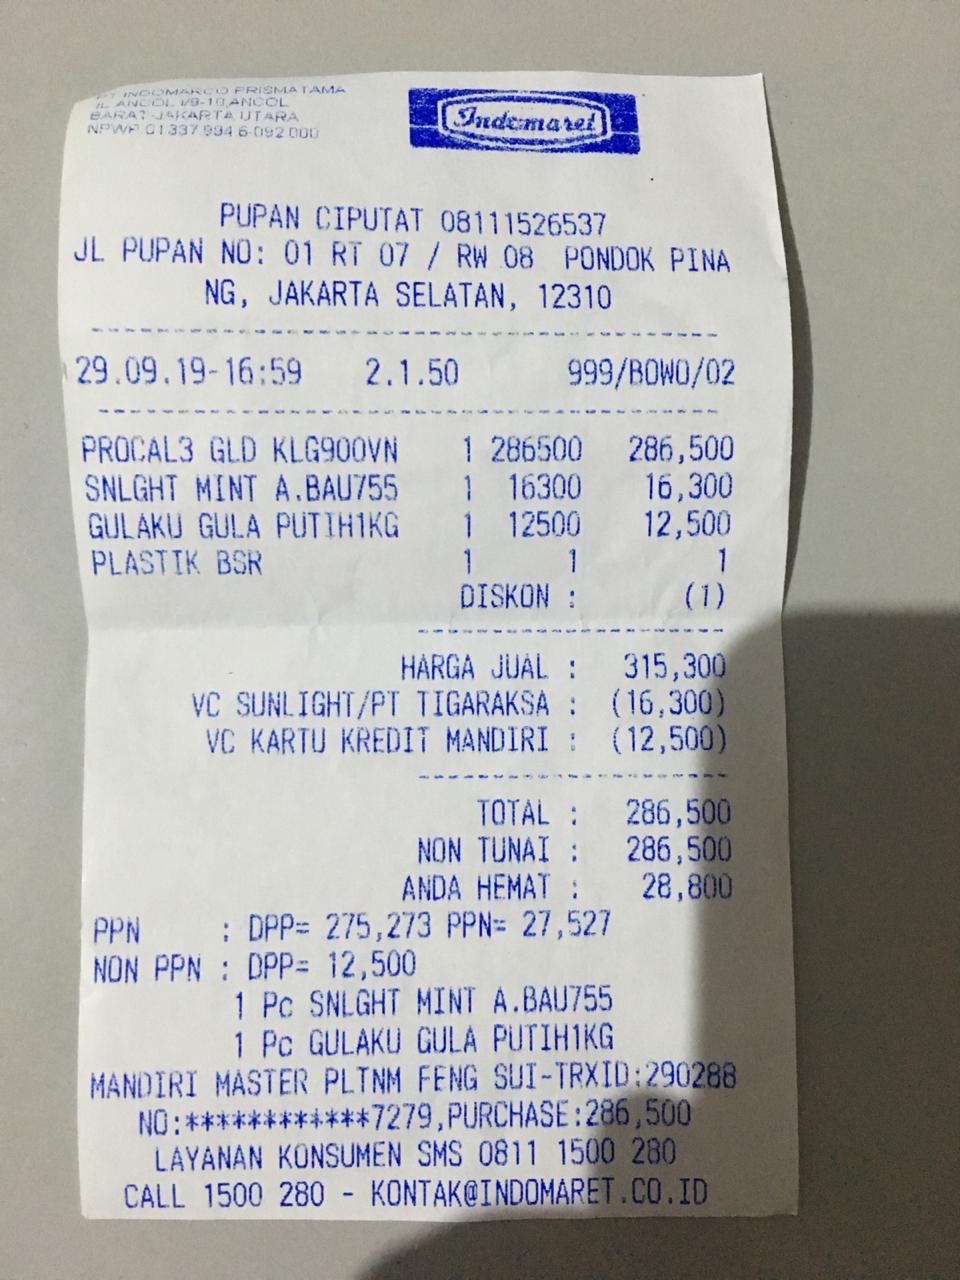 PT INDOMARCO PRISMATAMA
JL ANCOL I/9-10,ANCOL
BARAT-JAKARTA UTARA
NPWP 01.337.994.6-092.000
Indomaret
PUPAN CIPUTAT 08111526537
JL PUPAN NO: 01 RT 07 / RW 08 PONDOK PINA
NG, JAKARTA SELATAN, 12310
29.09.19-16:59 2.1.50 999/BOWO/02
PROCAL3 GLD KLG900VN 1 286500 286,500
SNLGHT MINT A.BAU755 1 16300 16,300
GULAKU GULA PUTIH1KG 1 12500 12,500
PLASTIK BSR 1 1 1
DISKON : (1)
HARGA JUAL : 315,300
VC SUNLIGHT/PT TIGARAKSA : (16,300)
VC KARTU KREDIT MANDIRI : (12,500)
TOTAL : 286,500
NON TUNAI : 286,500
ANDA HEMAT : 28,800
PPN : DPP= 275,273 PPN= 27,527
NON PPN : DPP= 12,500
1 Pc SNLGHT MINT A.BAU755
1 Pc GULAKU GULA PUTIH1KG
MANDIRI MASTER PLTNM FENG SUI-TRXID:290288
NO:************7279,PURCHASE:286,500
LAYANAN KONSUMEN SMS 0811 1500 280
CALL 1500 280 - KONTAK@INDOMARET.CO.ID